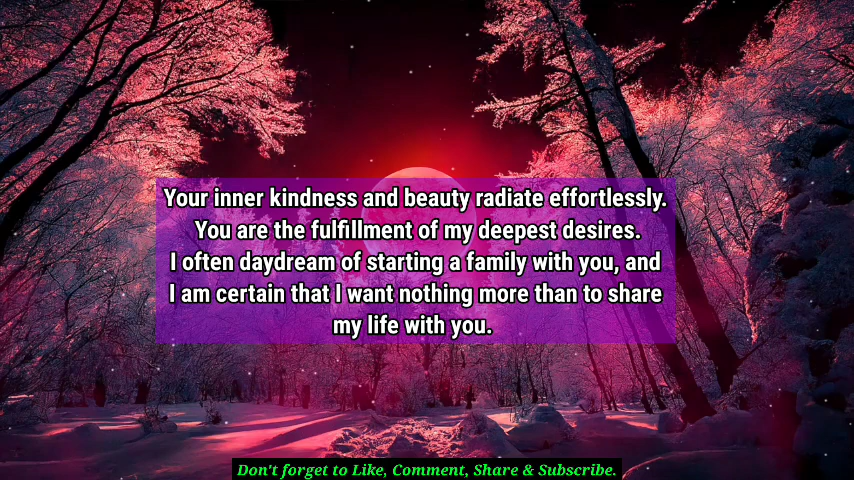 Your inner kindness and beauty radiate effortlessly.
You are the fulfillment of my deepest desires.
I often daydream of starting a family with you, and
I am certain that I want nothing more than to share
my life with you.
Don't forget to Like, Comment, Share & Subscribe.